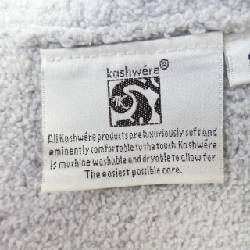 kashwére®
K
All Kashwére products are luxuriously soft and
eminently comfortable to the touch. Kashwére
is machine washable and dryable to allow for
The easiest possible care.